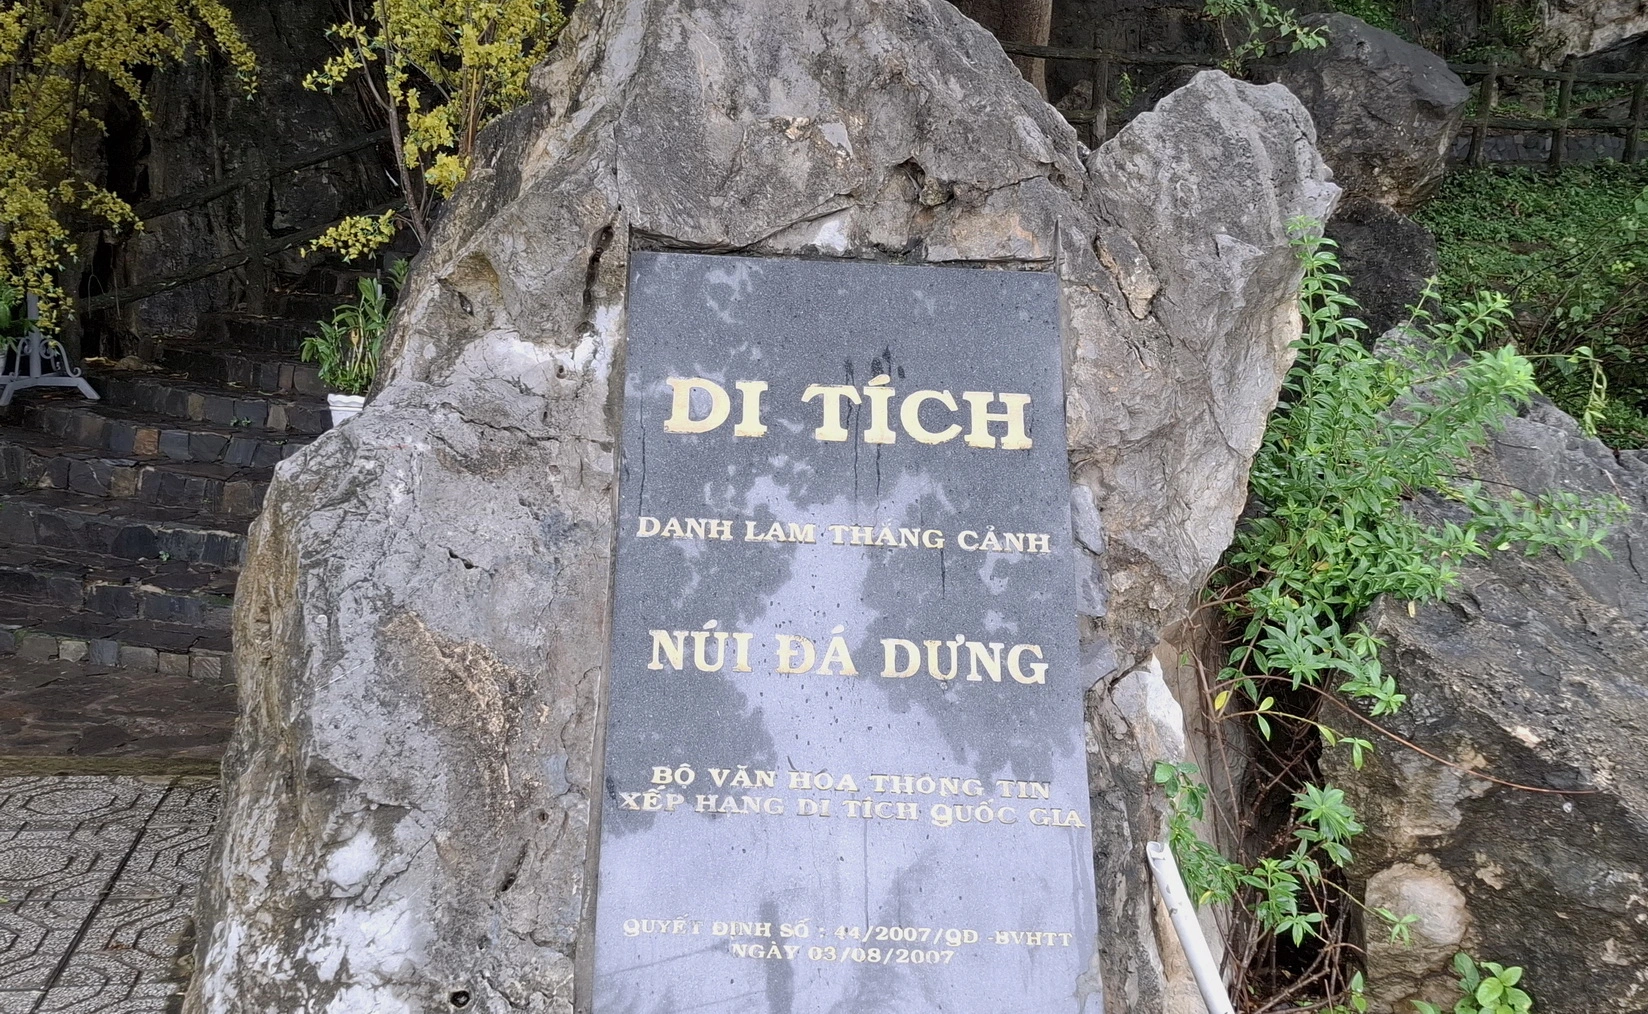 DI TÍCH
DANH LAM THẮNG CẢNH
NÚI ĐÁ DỰNG
BỘ VĂN HÓA THÔNG TIN
XẾP HẠNG DI TÍCH QUỐC GIA
QUYẾT ĐỊNH SỐ : 44/2007/QD -BVHTT
NGÀY 03/08/2007